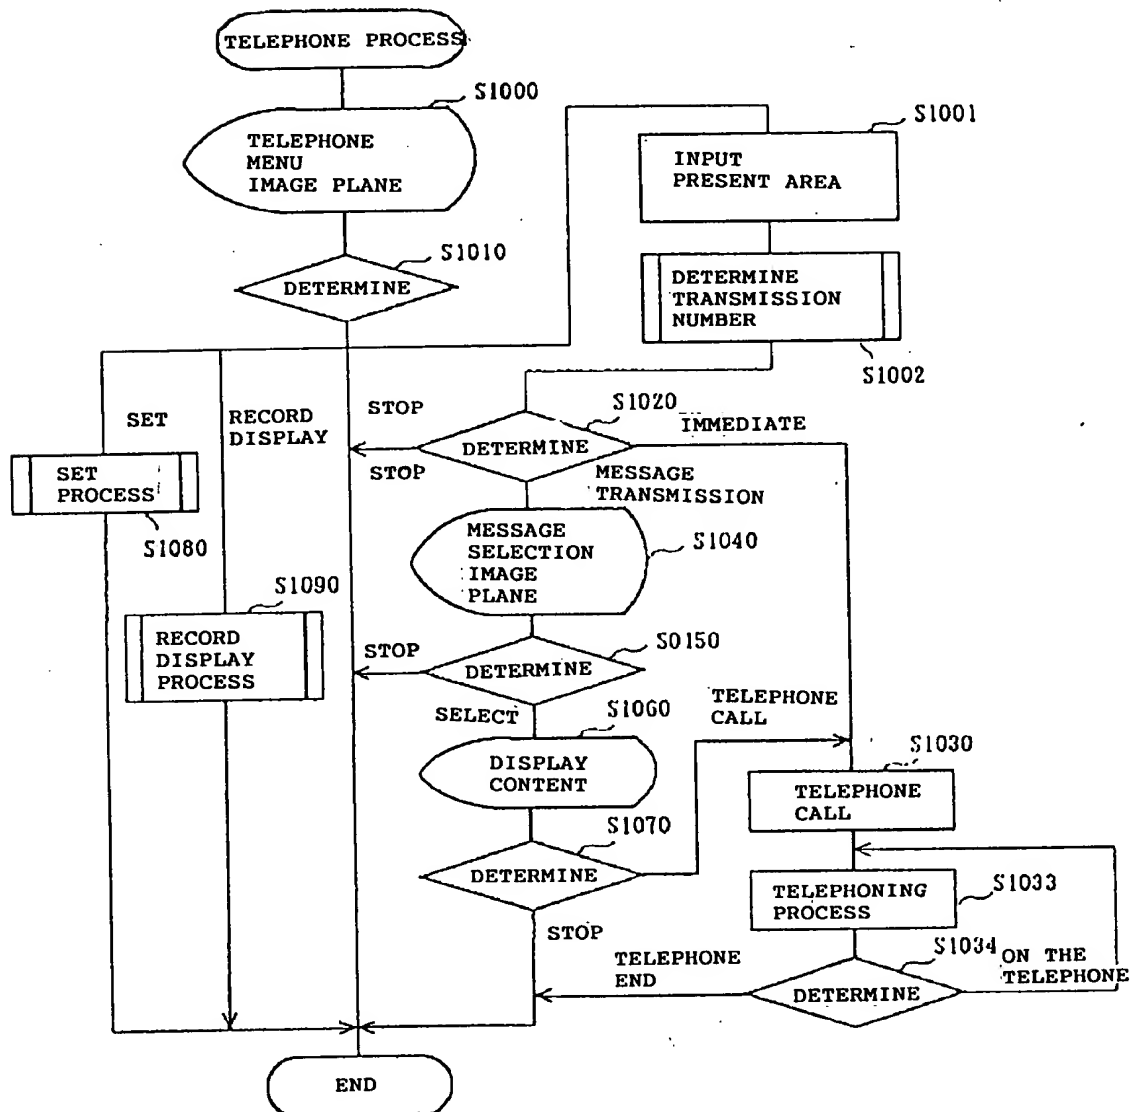 TELEPHONE PROCESS
S1000
TELEPHONE
MENU
IMAGE PLANE
S1001
INPUT
PRESENT AREA
S1010
DETERMINE
DETERMINE
TRANSMISSION
NUMBER
S1002
SET
RECORD
DISPLAY
STOP
S1020
IMMEDIATE
DETERMINE
STOP
MESSAGE
TRANSMISSION
SET
PROCESS
S1080
MESSAGE
SELECTION
IMAGE
PLANE
S1040
S1090
RECORD
DISPLAY
PROCESS
STOP
DETERMINE
S0150
SELECT
S1060
TELEPHONE
CALL
DISPLAY
CONTENT
S1030
TELEPHONE
CALL
S1070
DETERMINE
TELEPHONING
PROCESS
S1033
STOP
TELEPHONE
END
S1034
ON THE
TELEPHONE
DETERMINE
END